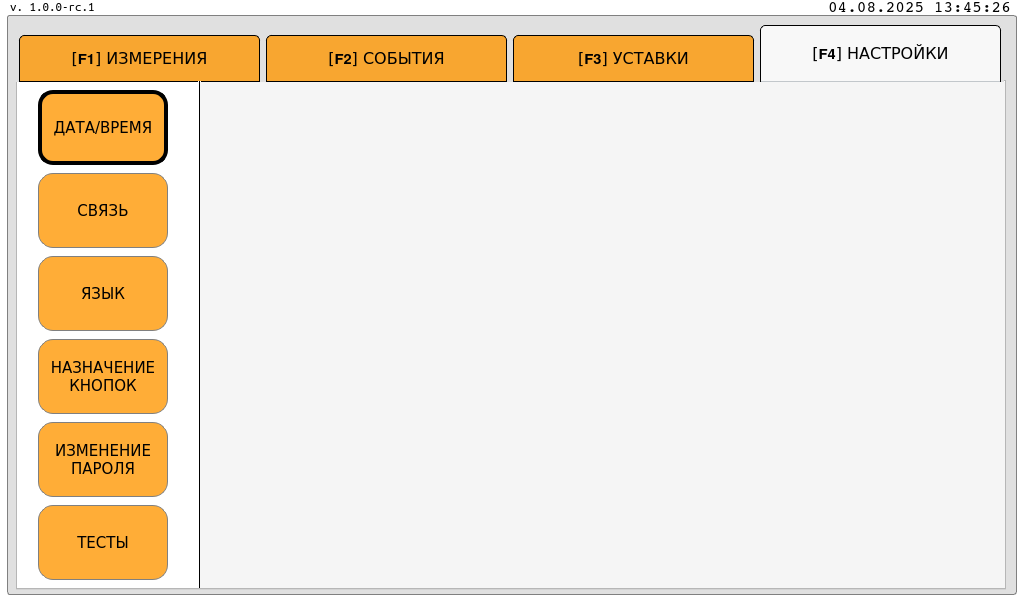 v. 1.0.0-rc.1
04.08.2025 13:45:26
[F1] ИЗМЕРЕНИЯ
[F2] СОБЫТИЯ
[F3] УСТАВКИ
[F4] НАСТРОЙКИ
ДАТА/ВРЕМЯ
СВЯЗЬ
ЯЗЫК
НАЗНАЧЕНИЕ
КНОПОК
ИЗМЕНЕНИЕ
ПАРОЛЯ
ТЕСТЫ